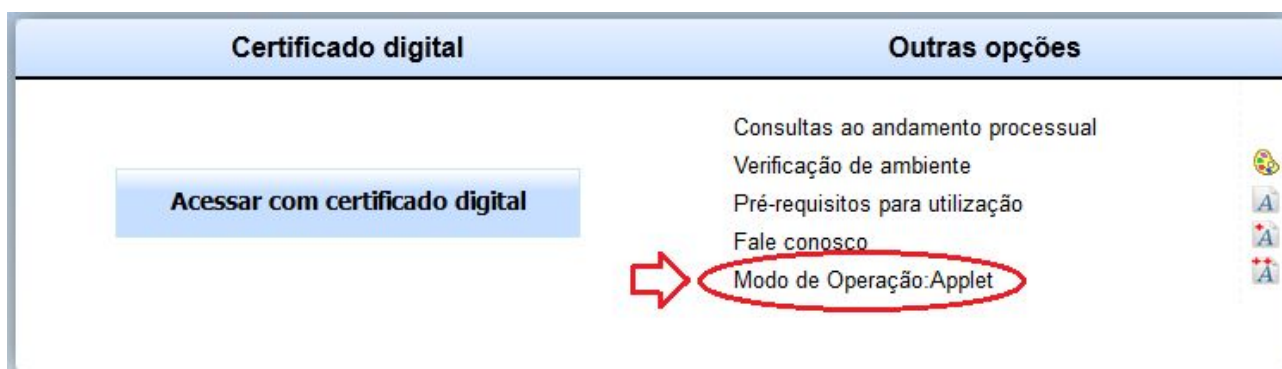 Certificado digital
Outras opções
Acessar com certificado digital
Consultas ao andamento processual
Verificação de ambiente
Pré-requisitos para utilização
A
Fale conosco
+A
Modo de Operação:Applet
++A